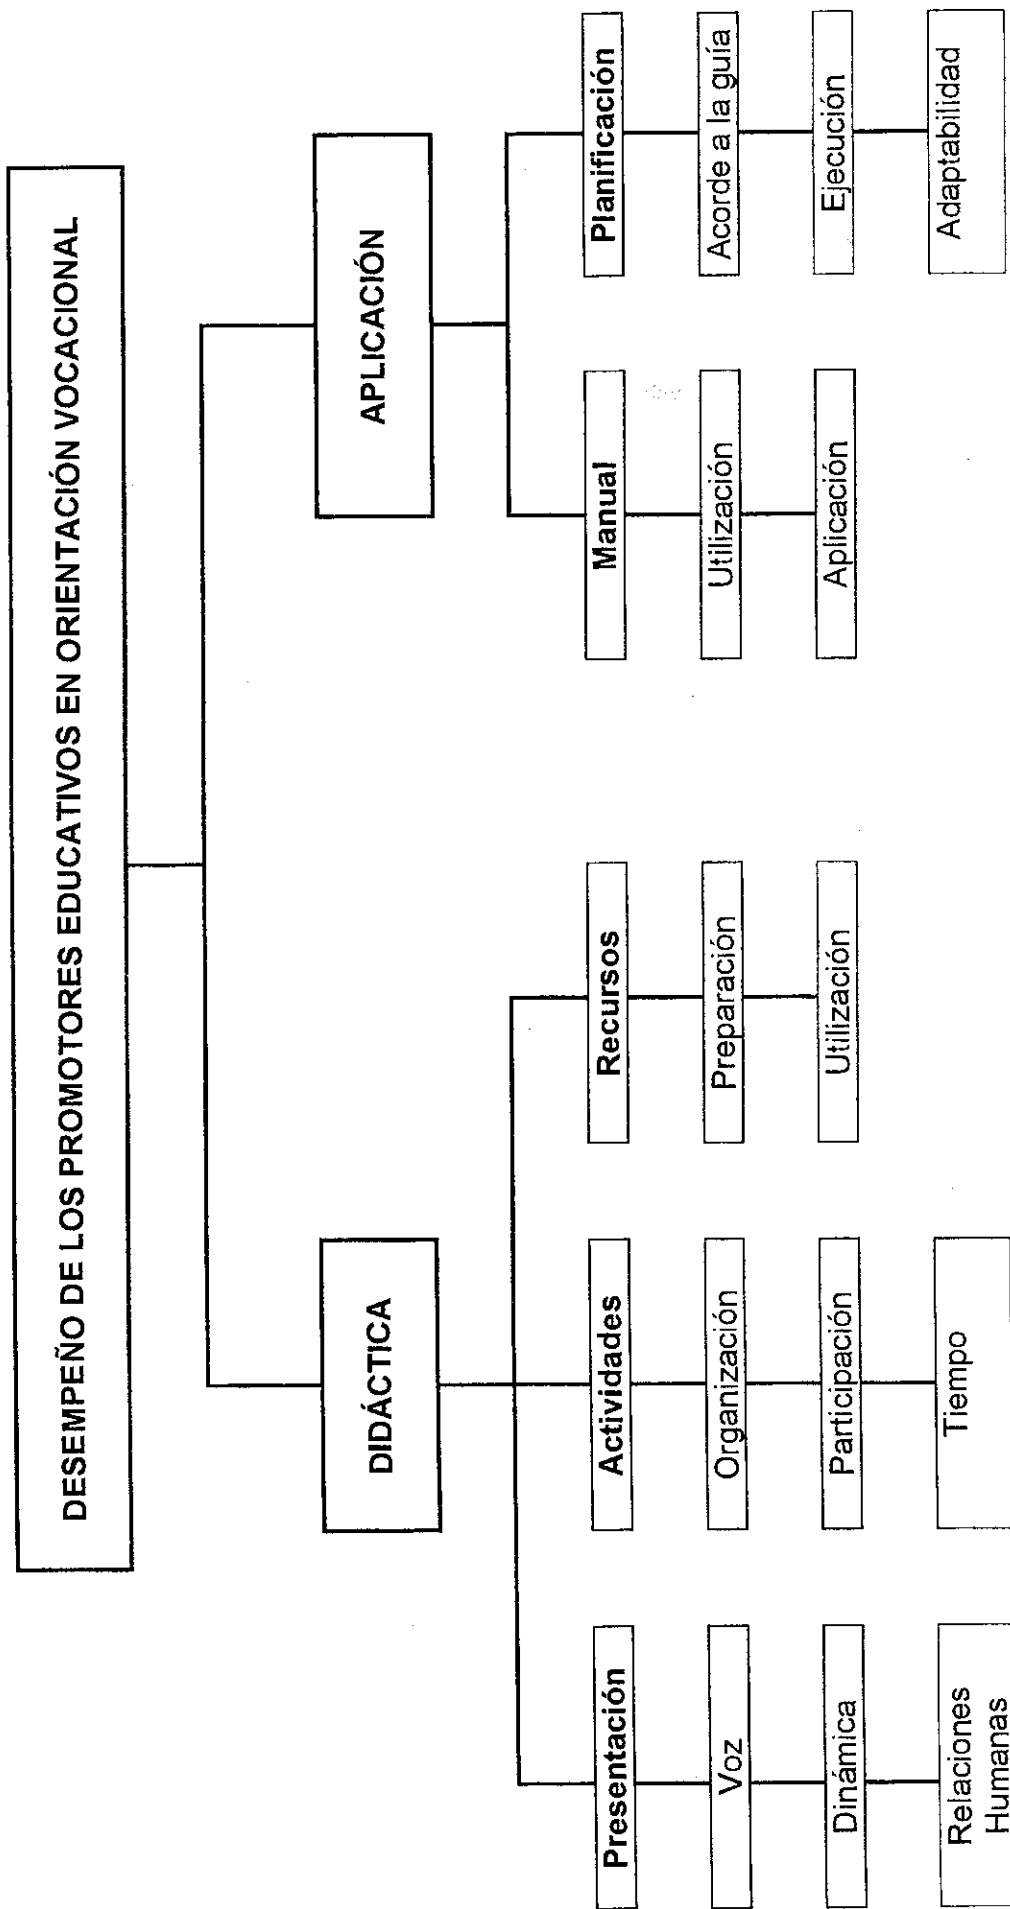 DESEMPEÑO DE LOS PROMOTORES EDUCATIVOS EN ORIENTACIÓN VOCACIONAL
DIDÁCTICA
APLICACIÓN
Presentación
Actividades
Recursos
Manual
Planificación
Voz
Organización
Preparación
Utilización
Acorde a la guía
Dinámica
Participación
Utilización
Aplicación
Ejecución
Relaciones
Humanas
Tiempo
Adaptabilidad